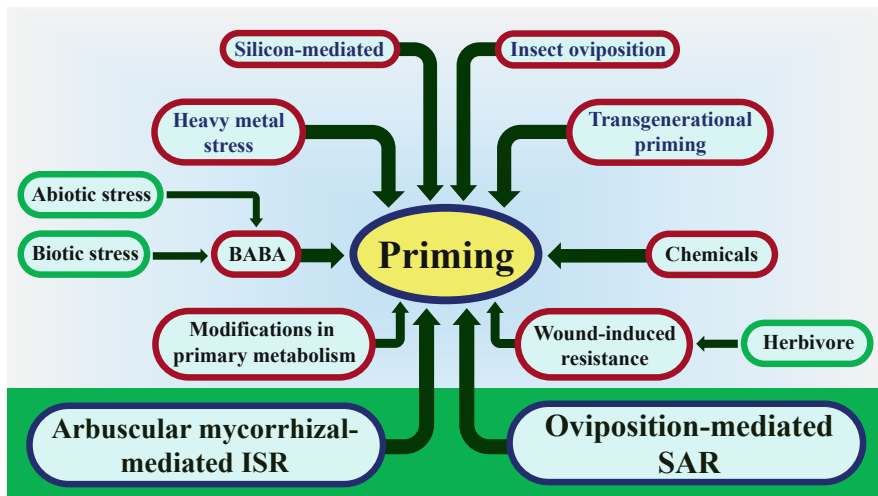 Silicon-mediated
Insect oviposition
Heavy metal
stress
Transgenerational
priming
Abiotic stress
Biotic stress
BABA
Priming
Chemicals
Modifications in
primary metabolism
Wound-induced
resistance
Herbivore
Arbuscular mycorrhizal-
mediated ISR
Oviposition-mediated
SAR